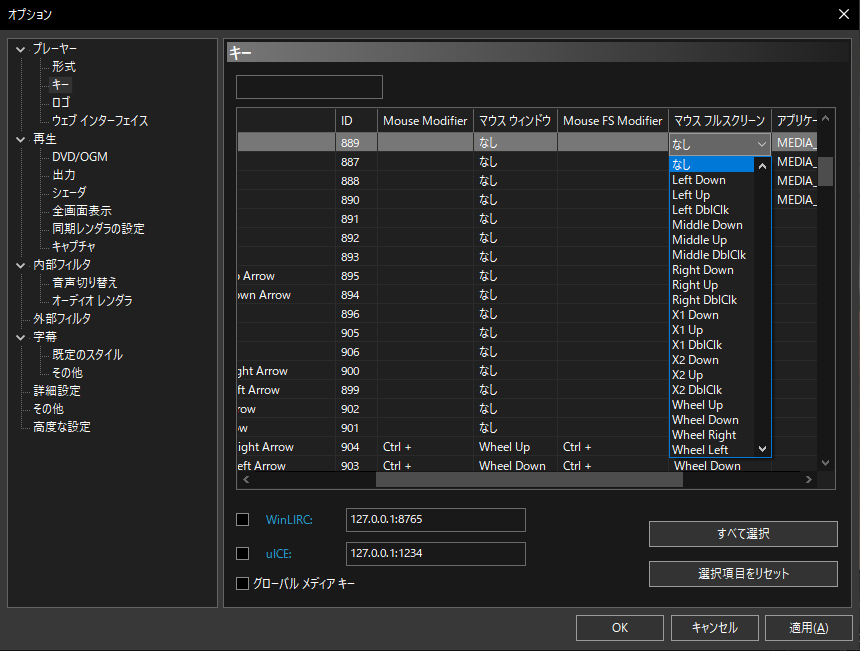 オプション
プレーヤー
形式
キー
ロゴ
ウェブ インターフェイス
再生
DVD/OGM
出力
シェーダ
全画面表示
同期レンダラの設定
キャプチャ
内部フィルタ
音声切り替え
オーディオ レンダラ
外部フィルタ
字幕
既定のスタイル
その他
詳細設定
その他
高度な設定
キー
ID Mouse Modifier マウス ウィンドウ Mouse FS Modifier マウス フルスクリーン アプリケー
889 なし なし MEDIA_
887 なし MEDIA_
888 なし MEDIA_
890 なし MEDIA_
891 なし
892 なし
893 なし
Arrow 895 なし
own Arrow 894 なし
896 なし
905 なし
906 なし
ght Arrow 900 なし
ft Arrow 899 なし
row 902 なし
ow 901 なし
ight Arrow 904 Ctrl + Wheel Up Ctrl +
eft Arrow 903 Ctrl + Wheel Down Ctrl + Wheel Down
なし
Left Down
Left Up
Left DblClk
Middle Down
Middle Up
Middle DblClk
Right Down
Right Up
Right DblClk
X1 Down
X1 Up
X1 DblClk
X2 Down
X2 Up
X2 DblClk
Wheel Up
Wheel Down
Wheel Right
Wheel Left
WinLIRC: 127.0.0.1:8765
uICE: 127.0.0.1:1234
グローバル メディア キー
すべて選択
選択項目をリセット
OK キャンセル 適用(A)